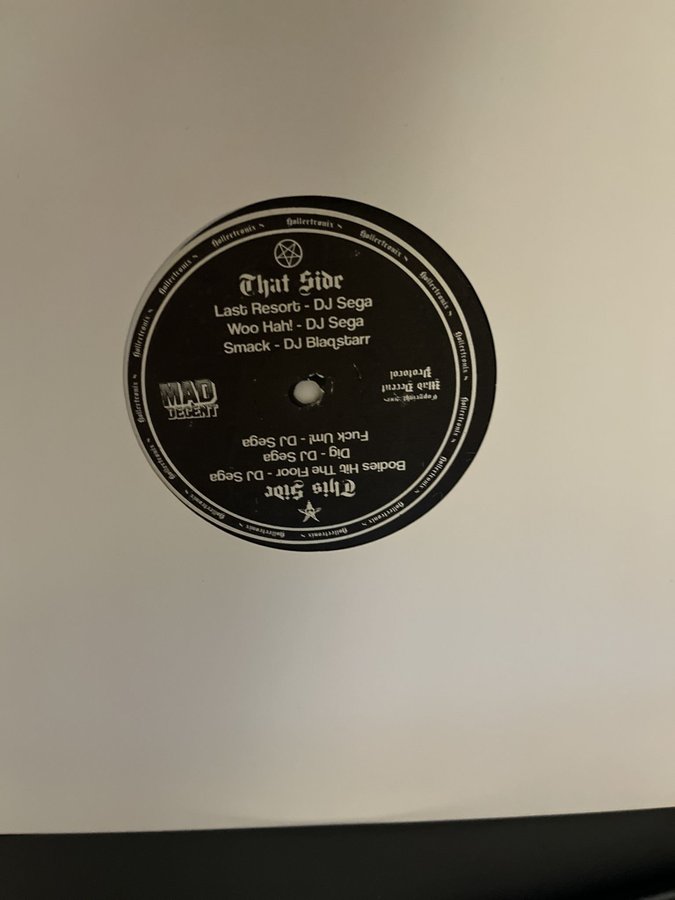 Hollertronix
That Side
Last Resort - DJ Sega
Woo Hah! - DJ Sega
Smack - DJ Blaqstarr
MAD
DECENT
This Side
Bodies Hit The Floor - DJ Sega
Dig - DJ Sega
Fuck Um! - DJ Sega
Mad Decent
Protocol